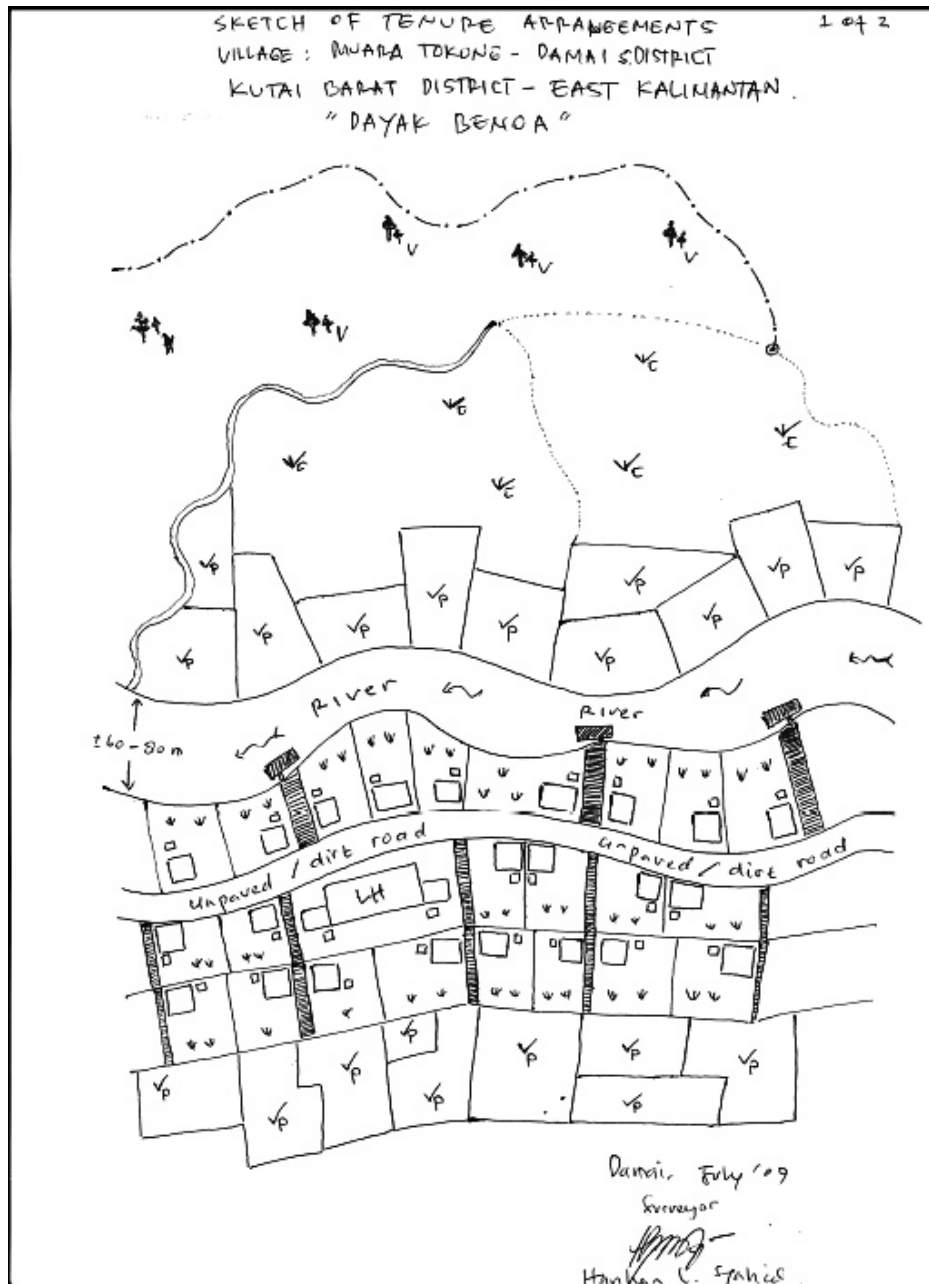 SKETCH OF TENURE ARRANGEMENTS
1 of 2
VILLAGE : MUARA TOKONG - DAMAI S.DISTRICT
KUTAI BARAT DISTRICT - EAST KALIMANTAN.
"DAYAK BENOA"
V
V
V
V
C
C
C
C
C
C
P
P
P
P
P
P
P
P
P
P
P
River
River
±60-80m
Unpaved / dirt road
Unpaved / dirt road
LH
P
P
P
P
P
P
P
P
P
Damai, July '09
Surveyor